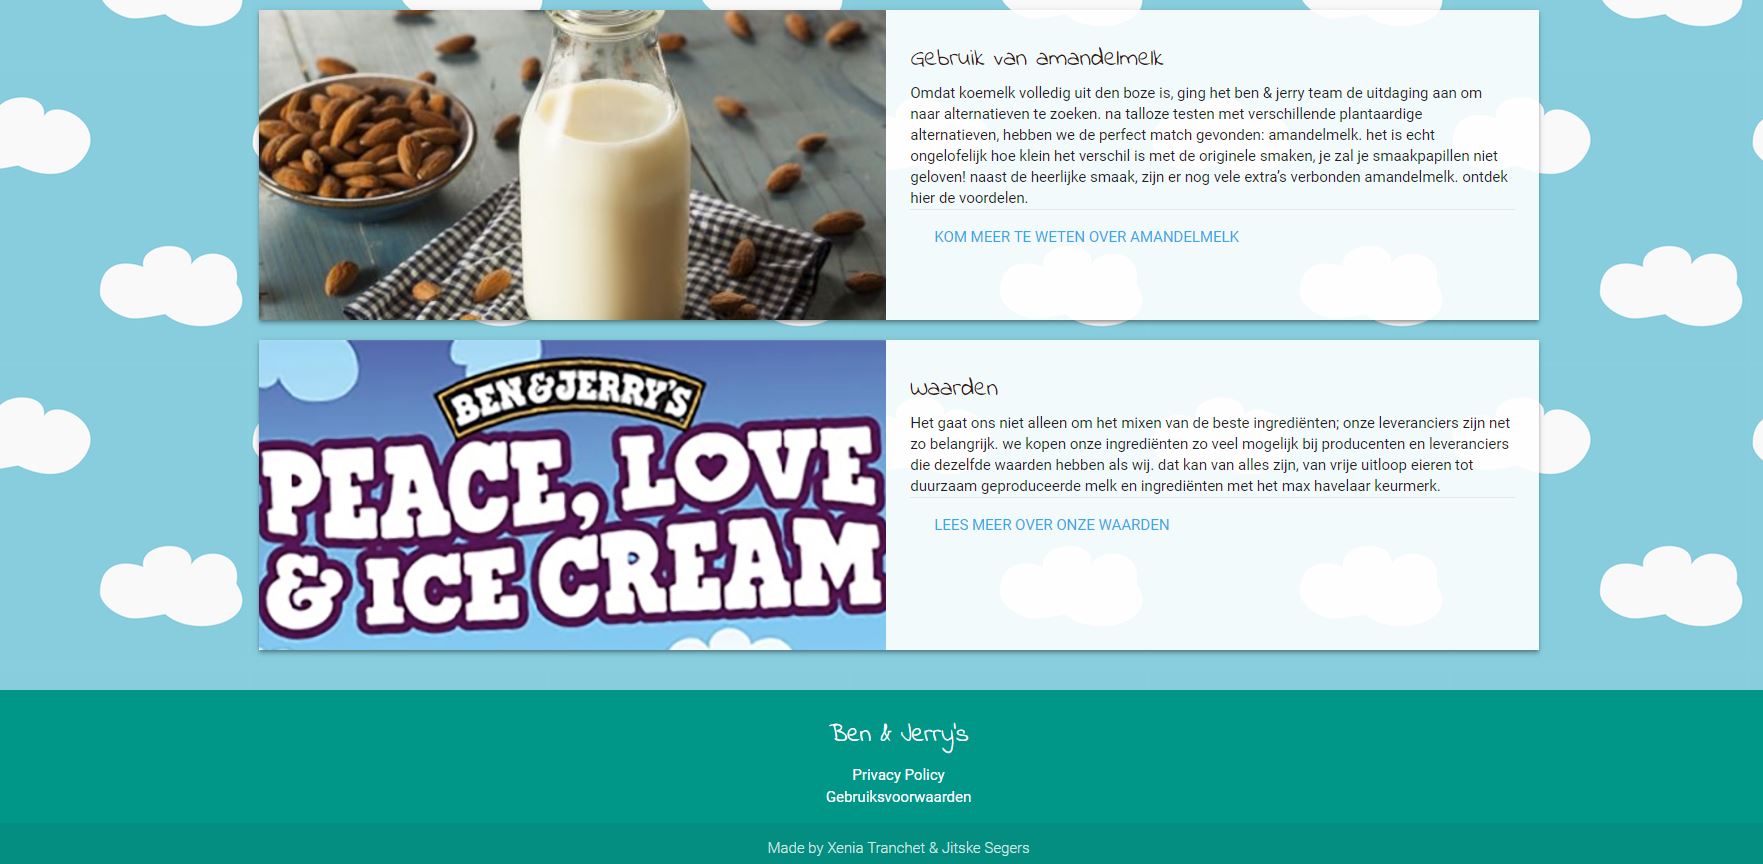 Gebruik van amandelmelk
Omdat koemelk volledig uit den boze is, ging het ben & jerry team de uitdaging aan om
naar alternatieven te zoeken. na talloze testen met verschillende plantaardige
alternatieven, hebben we de perfect match gevonden: amandelmelk. het is echt
ongelofelijk hoe klein het verschil is met de originele smaken, je zal je smaakpapillen niet
geloven! naast de heerlijke smaak, zijn er nog vele extra’s verbonden amandelmelk. ontdek
hier de voordelen.
KOM MEER TE WETEN OVER AMANDELMELK
BEN & JERRY'S
PEACE, LOVE
& ICE CREAM
Waarden
Het gaat ons niet alleen om het mixen van de beste ingrediënten; onze leveranciers zijn net
zo belangrijk. we kopen onze ingrediënten zo veel mogelijk bij producenten en leveranciers
die dezelfde waarden hebben als wij. dat kan van alles zijn, van vrije uitloop eieren tot
duurzaam geproduceerde melk en ingrediënten met het max havelaar keurmerk.
LEES MEER OVER ONZE WAARDEN
Ben & Jerry's
Privacy Policy
Gebruiksvoorwaarden
Made by Xenia Tranchet & Jitske Segers